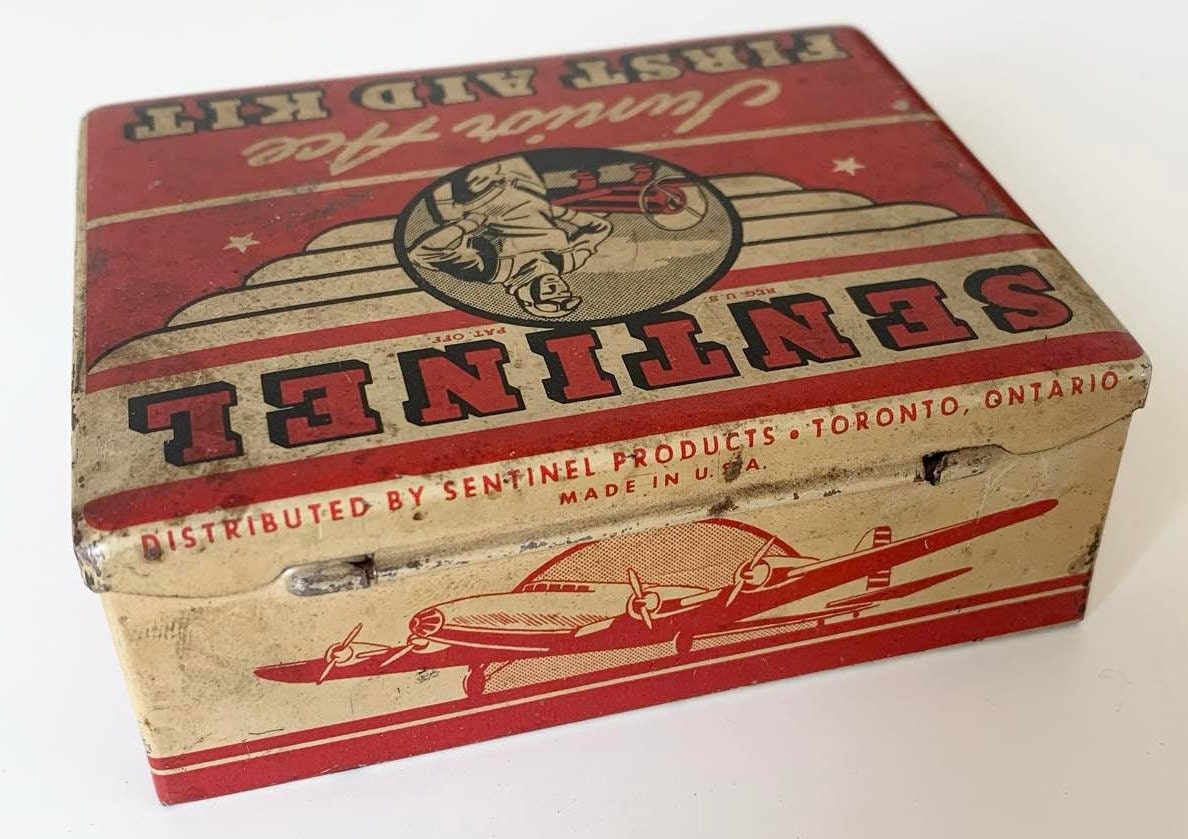 FIRST AID KIT
Junior Ace
REG. U.S.
PAT. OFF
SENTINEL
DISTRIBUTED BY SENTINEL PRODUCTS • TORONTO, ONTARIO
MADE IN U.S.A.